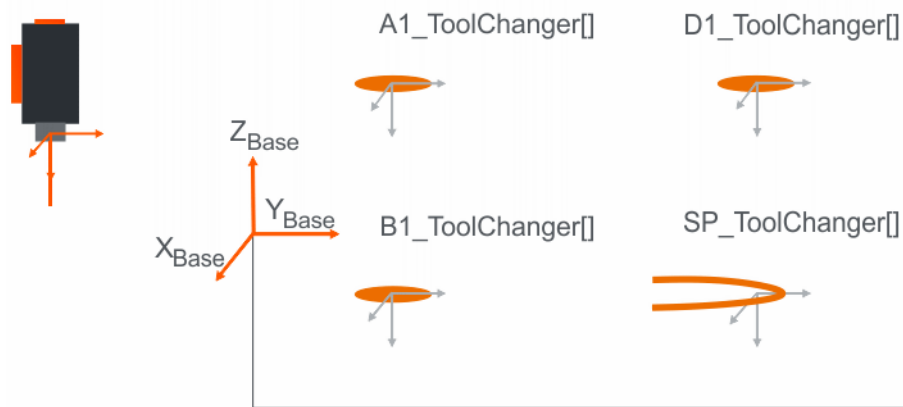 A1_ToolChanger[]
D1_ToolChanger[]
Z_Base
Y_Base
X_Base
B1_ToolChanger[]
SP_ToolChanger[]